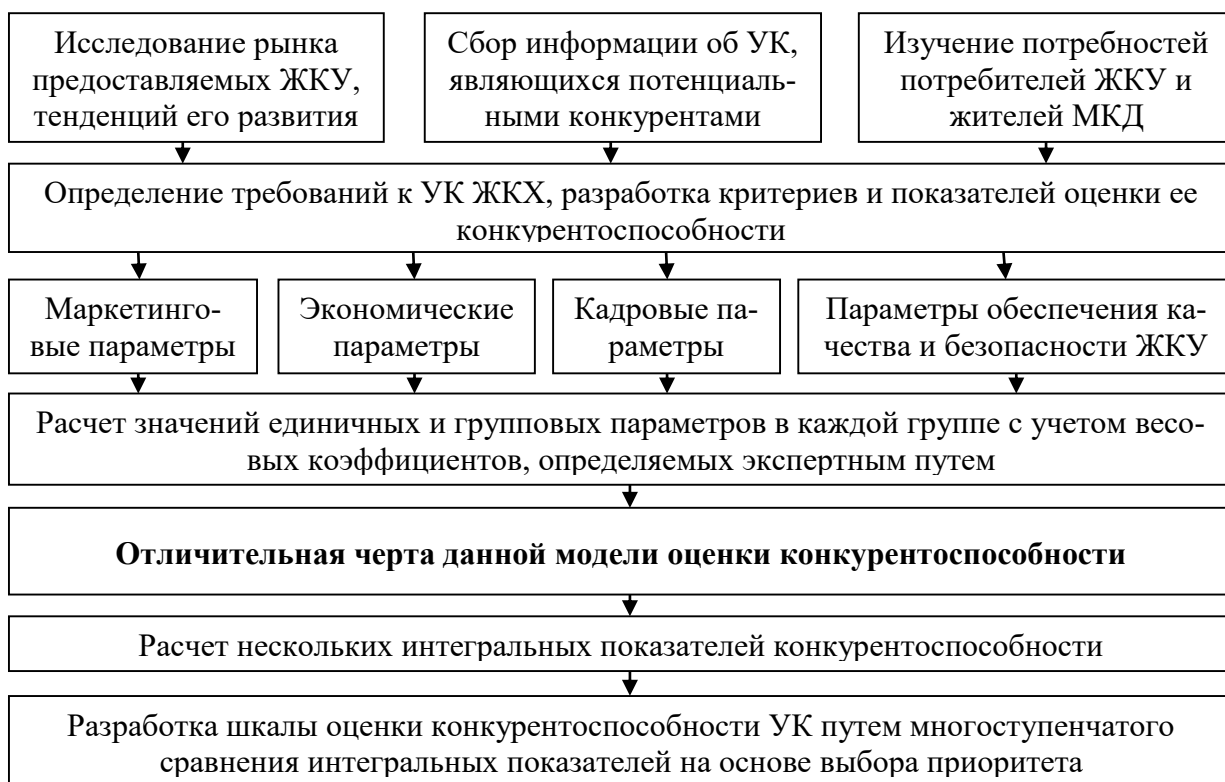 Исследование рынка
предоставляемых ЖКУ,
тенденций его развития
Сбор информации об УК,
являющихся потенциаль-
ными конкурентами
Изучение потребностей
потребителей ЖКУ и
жителей МКД
Определение требований к УК ЖКХ, разработка критериев и показателей оценки ее
конкурентоспособности
Маркетинго-
вые параметры
Экономические
параметры
Кадровые па-
раметры
Параметры обеспечения ка-
чества и безопасности ЖКУ
Расчет значений единичных и групповых параметров в каждой группе с учетом весо-
вых коэффициентов, определяемых экспертным путем
Отличительная черта данной модели оценки конкурентоспособности
Расчет нескольких интегральных показателей конкурентоспособности
Разработка шкалы оценки конкурентоспособности УК путем многоступенчатого
сравнения интегральных показателей на основе выбора приоритета